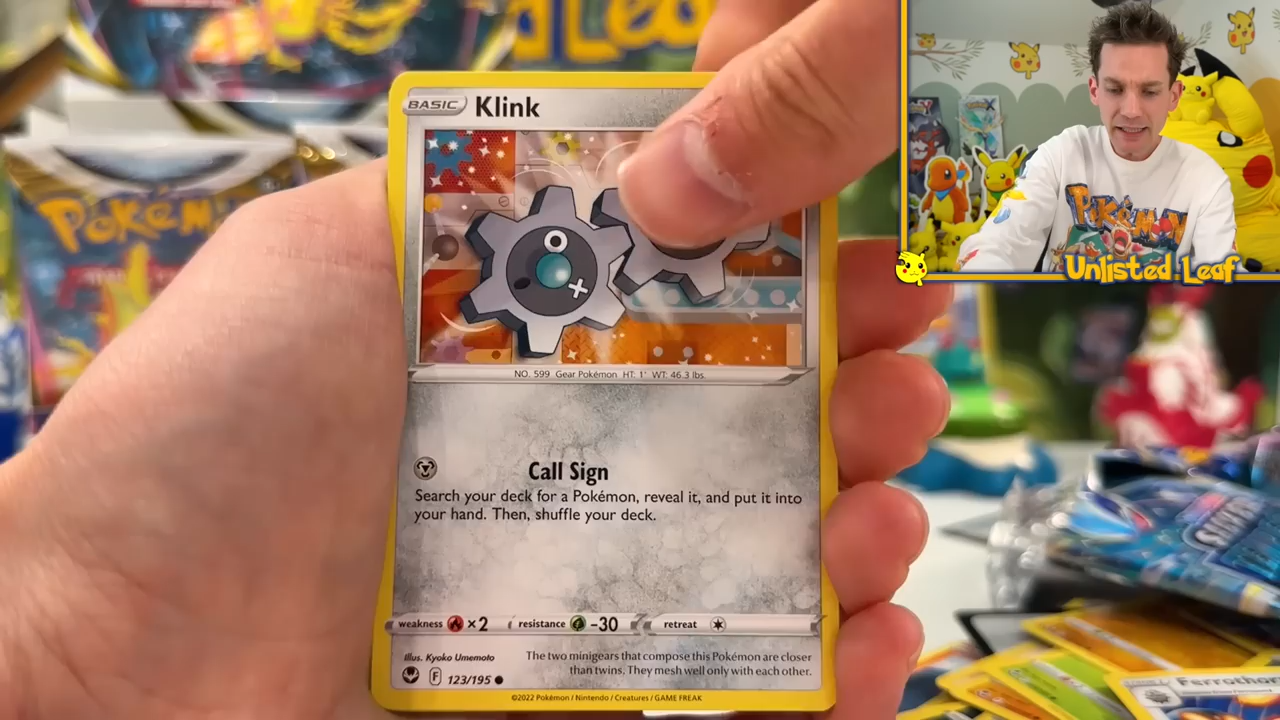 BASIC Klink
NO. 599 Gear Pokémon HT: 1' WT: 46.3 lbs.
Call Sign
Search your deck for a Pokémon, reveal it, and put it into
your hand. Then, shuffle your deck.
weakness ×2 resistance -30 retreat
Illus. Kyoko Umemoto
The two minigears that compose this Pokémon are closer
than twins. They mesh well only with each other.
F 123/195
©2022 Pokémon / Nintendo / Creatures / GAME FREAK
POKÉM
POKÉMON
Unlisted Leaf